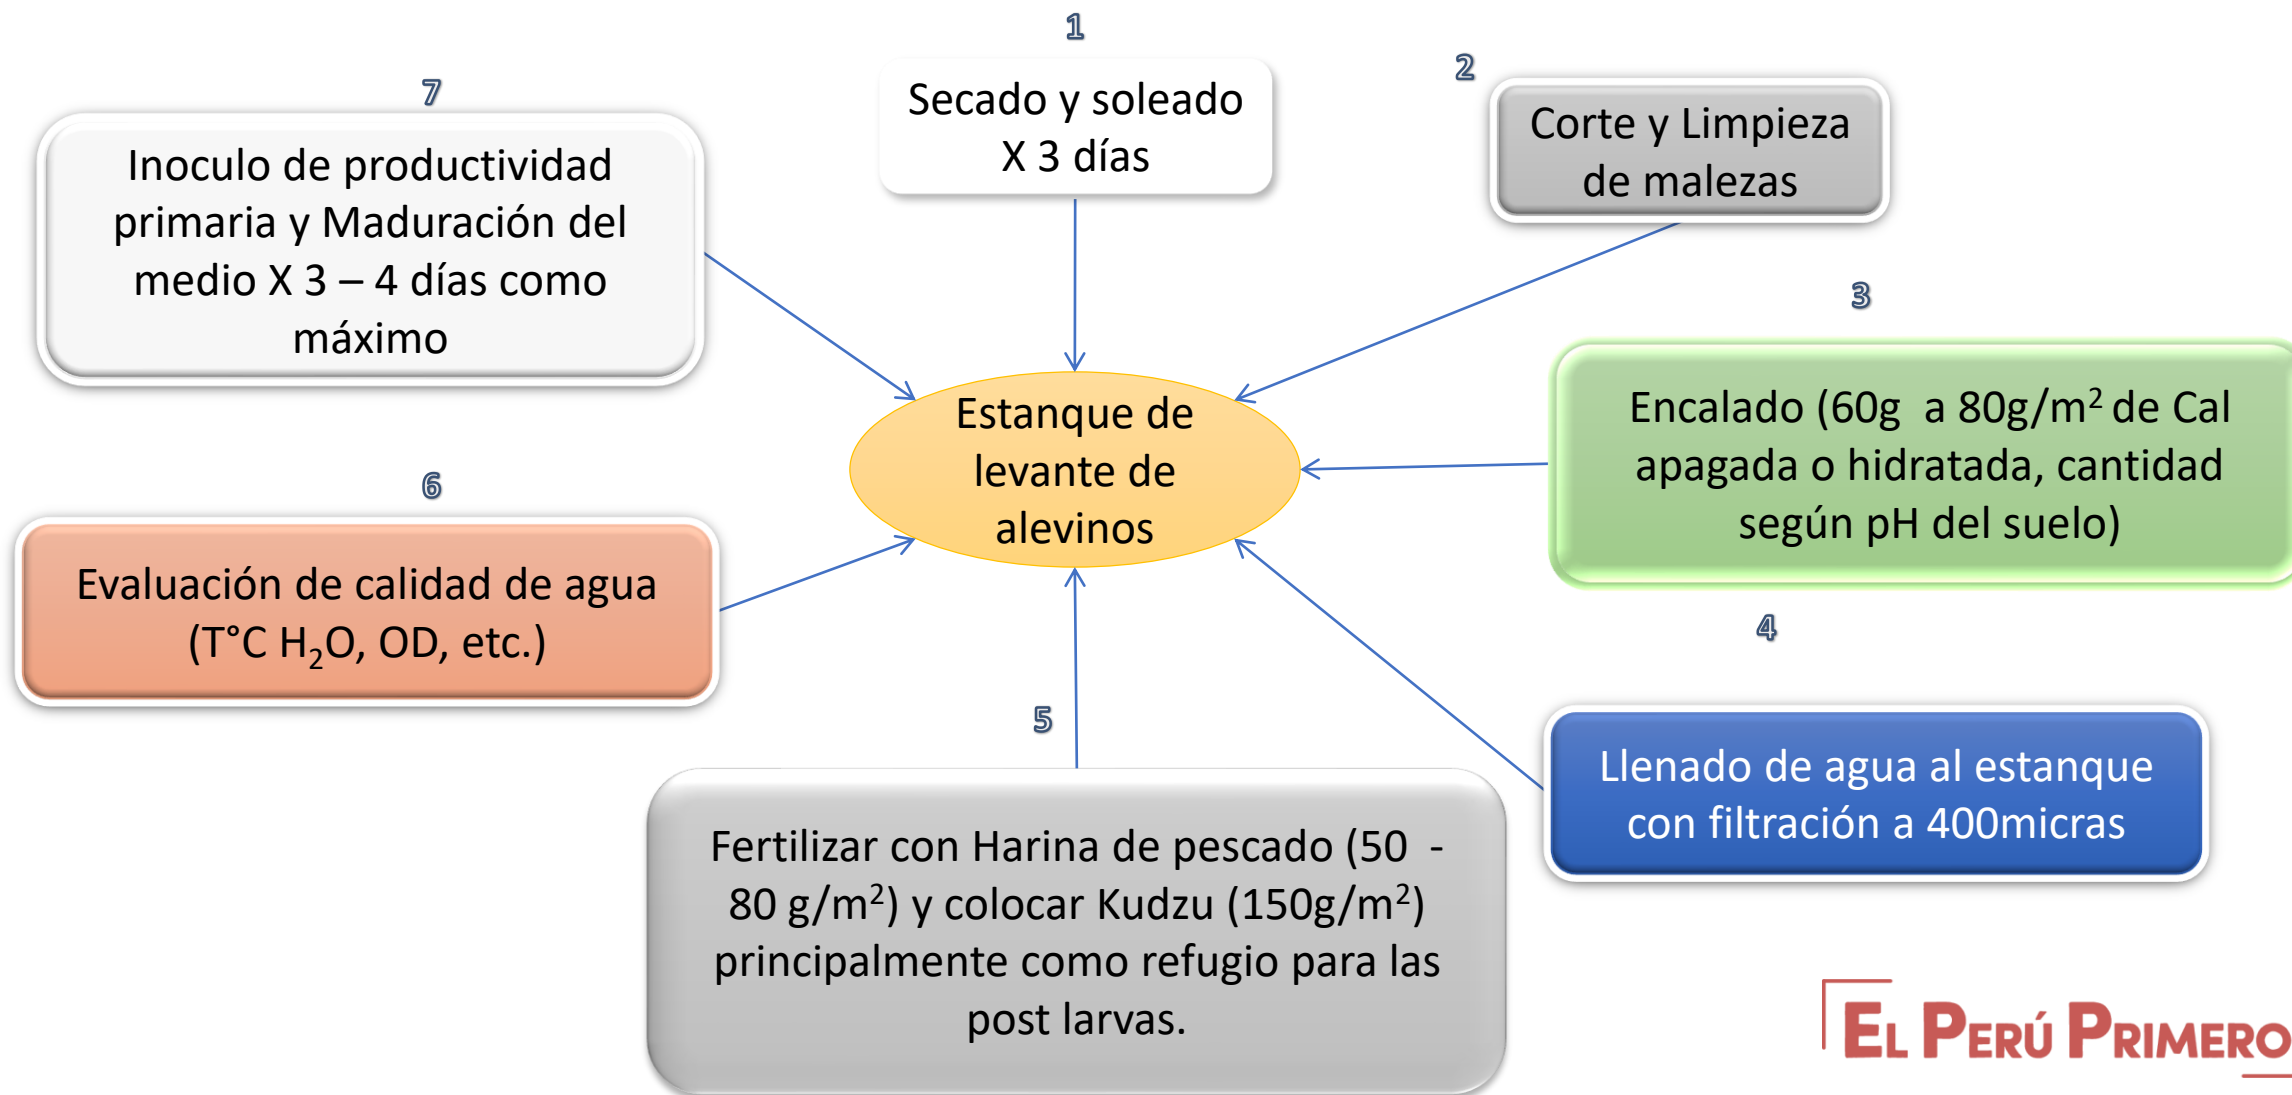 1
Secado y soleado
X 3 días
2
Corte y Limpieza
de malezas
3
Encalado (60g  a 80g/m² de Cal
apagada o hidratada, cantidad
según pH del suelo)
4
Llenado de agua al estanque
con filtración a 400micras
5
Fertilizar con Harina de pescado (50  -
80 g/m²) y colocar Kudzu (150g/m²)
principalmente como refugio para las
post larvas.
6
Evaluación de calidad de agua
(T°C H₂O, OD, etc.)
7
Inoculo de productividad
primaria y Maduración del
medio X 3 – 4 días como
máximo
Estanque de
levante de
alevinos
EL PERÚ PRIMERO